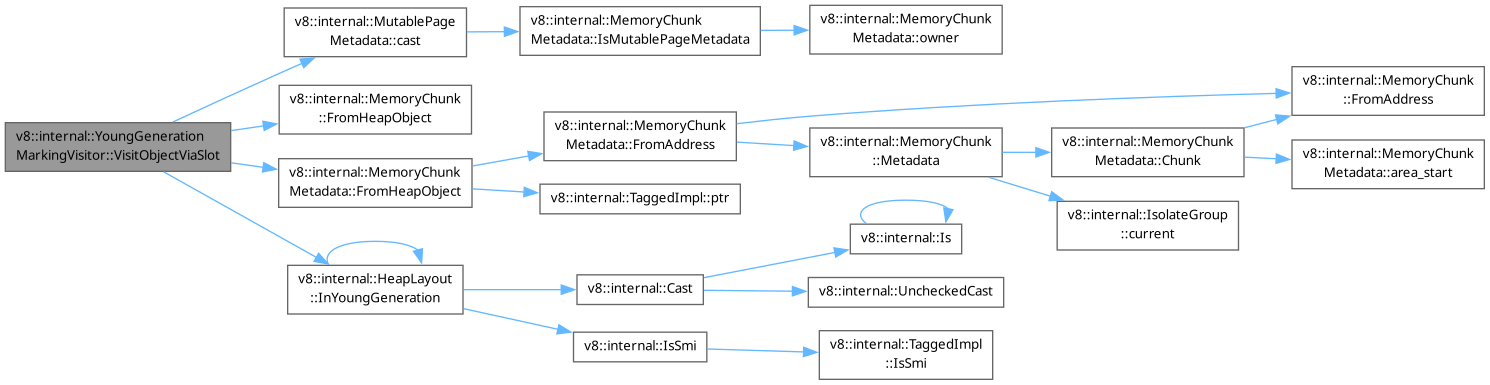 v8::internal::YoungGeneration
MarkingVisitor::VisitObjectViaSlot
v8::internal::MutablePage
Metadata::cast
v8::internal::MemoryChunk
Metadata::IsMutablePageMetadata
v8::internal::MemoryChunk
Metadata::owner
v8::internal::MemoryChunk
::FromHeapObject
v8::internal::MemoryChunk
Metadata::FromHeapObject
v8::internal::MemoryChunk
Metadata::FromAddress
v8::internal::MemoryChunk
::FromAddress
v8::internal::MemoryChunk
::Metadata
v8::internal::MemoryChunk
Metadata::Chunk
v8::internal::MemoryChunk
Metadata::area_start
v8::internal::IsolateGroup
::current
v8::internal::TaggedImpl::ptr
v8::internal::HeapLayout
::InYoungGeneration
v8::internal::Cast
v8::internal::Is
v8::internal::UncheckedCast
v8::internal::IsSmi
v8::internal::TaggedImpl
::IsSmi